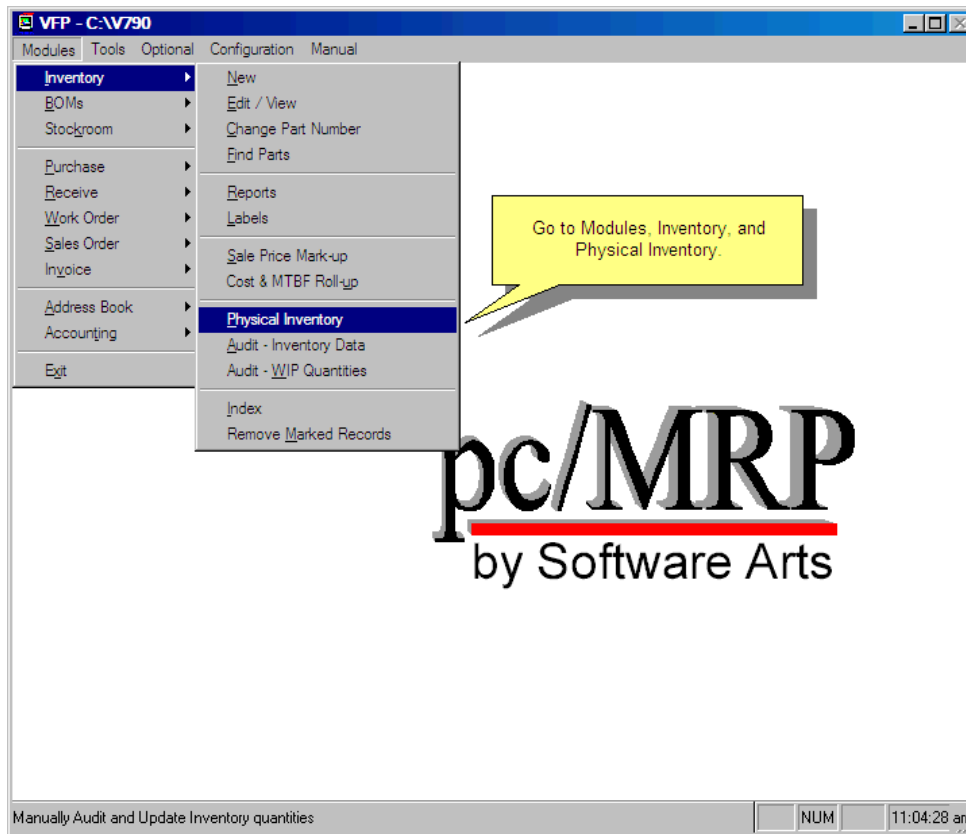 VFP - C:\V790
Modules Tools Optional Configuration Manual
Inventory
BOMs
Stockroom
Purchase
Receive
Work Order
Sales Order
Invoice
Address Book
Accounting
Exit
New
Edit / View
Change Part Number
Find Parts
Reports
Labels
Sale Price Mark-up
Cost & MTBF Roll-up
Physical Inventory
Audit - Inventory Data
Audit - WIP Quantities
Index
Remove Marked Records
Go to Modules, Inventory, and
Physical Inventory.
pc/MRP
by Software Arts
Manually Audit and Update Inventory quantities NUM 11:04:28 am